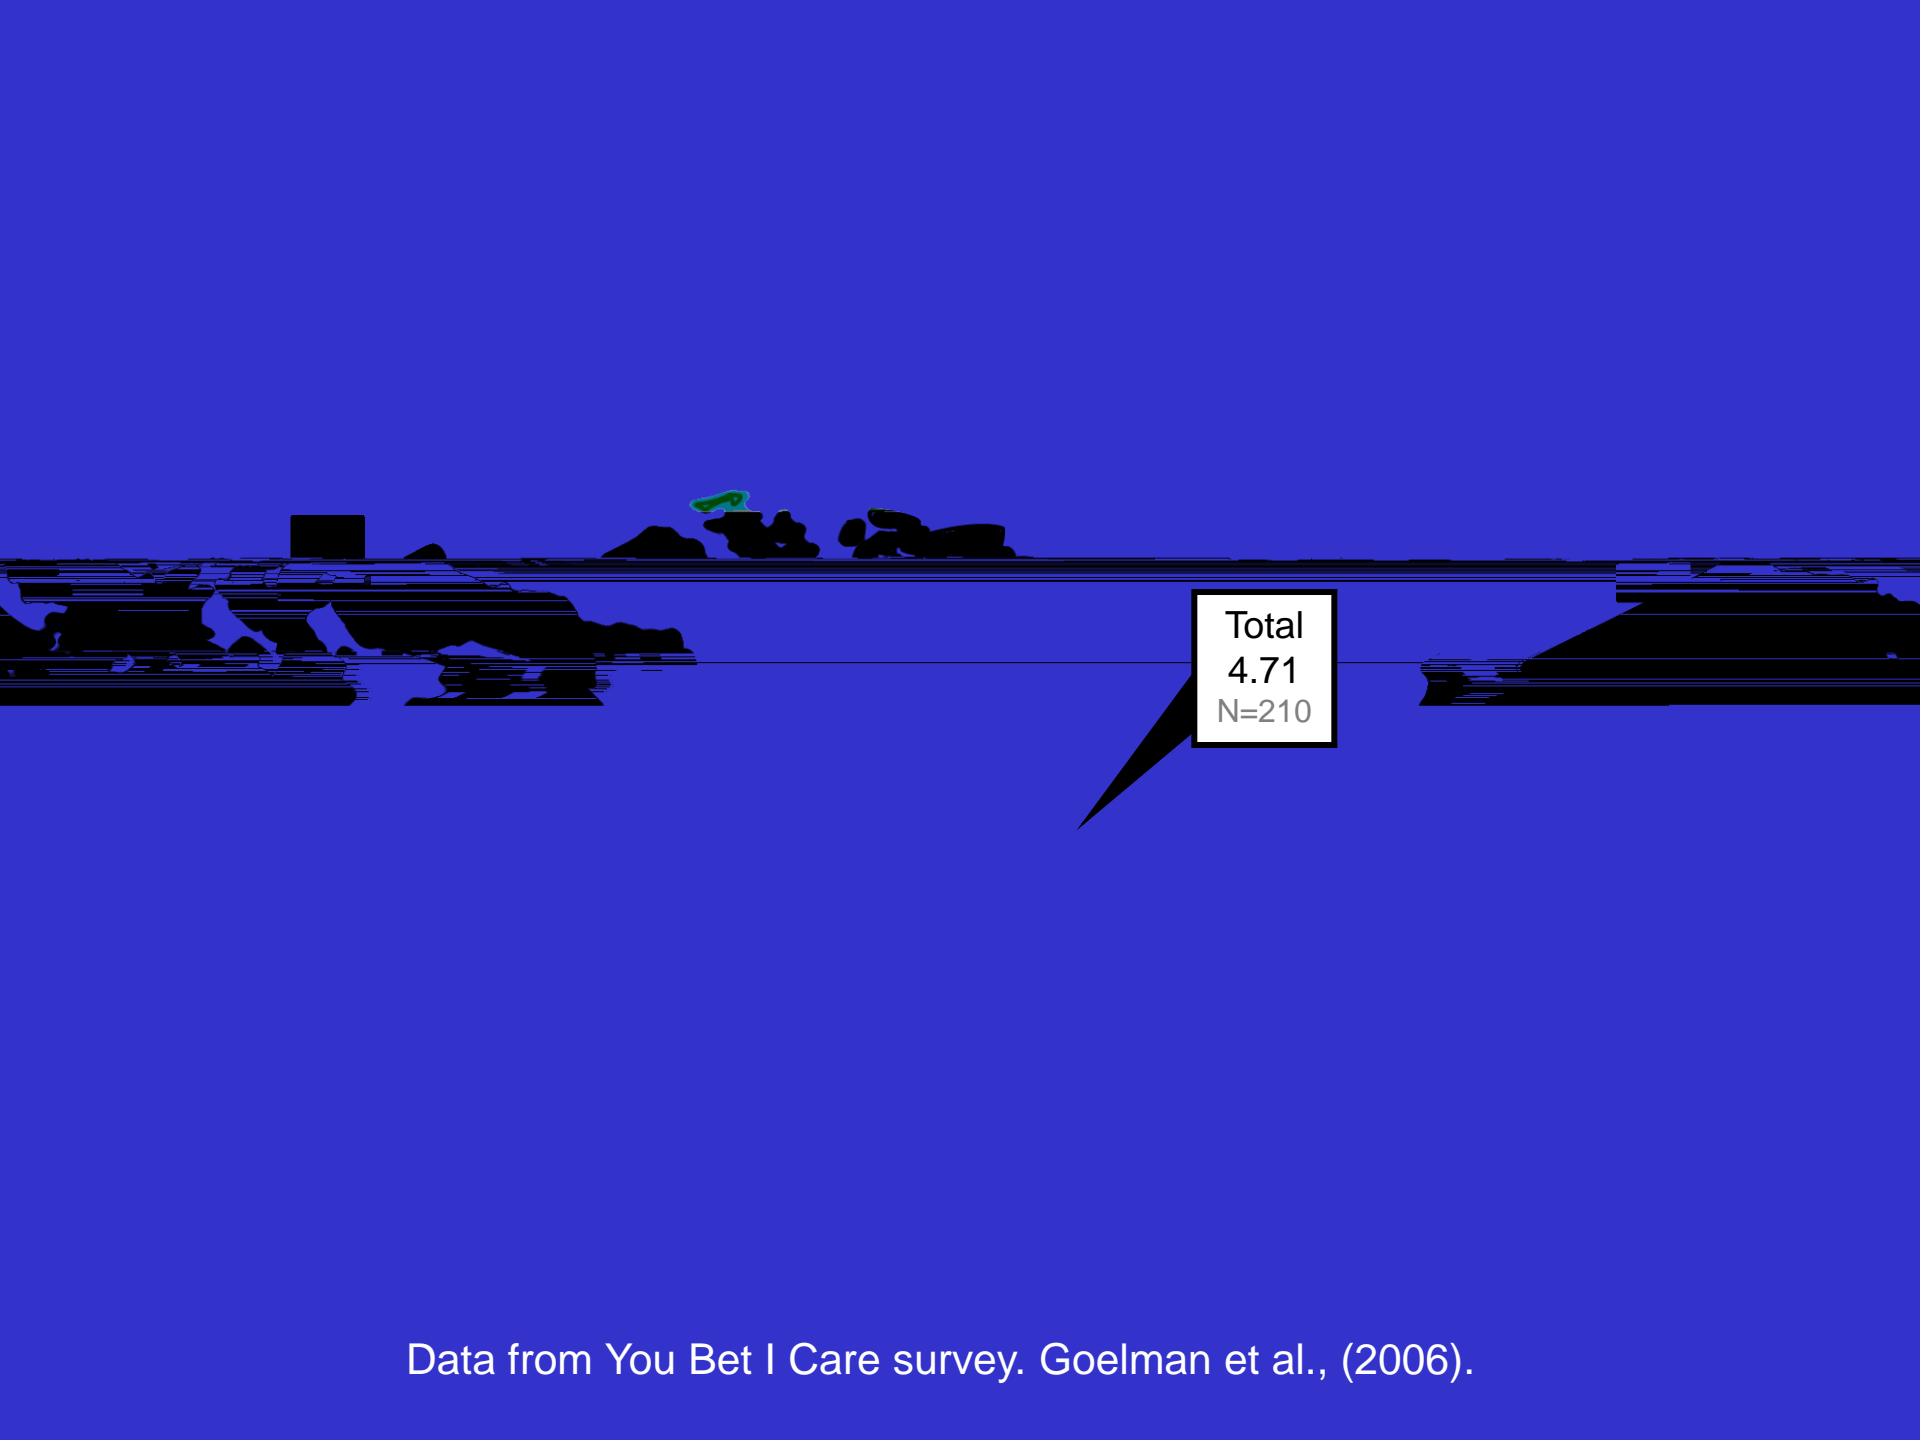 Total
4.71
N=210
Data from You Bet I Care survey. Goelman et al., (2006).